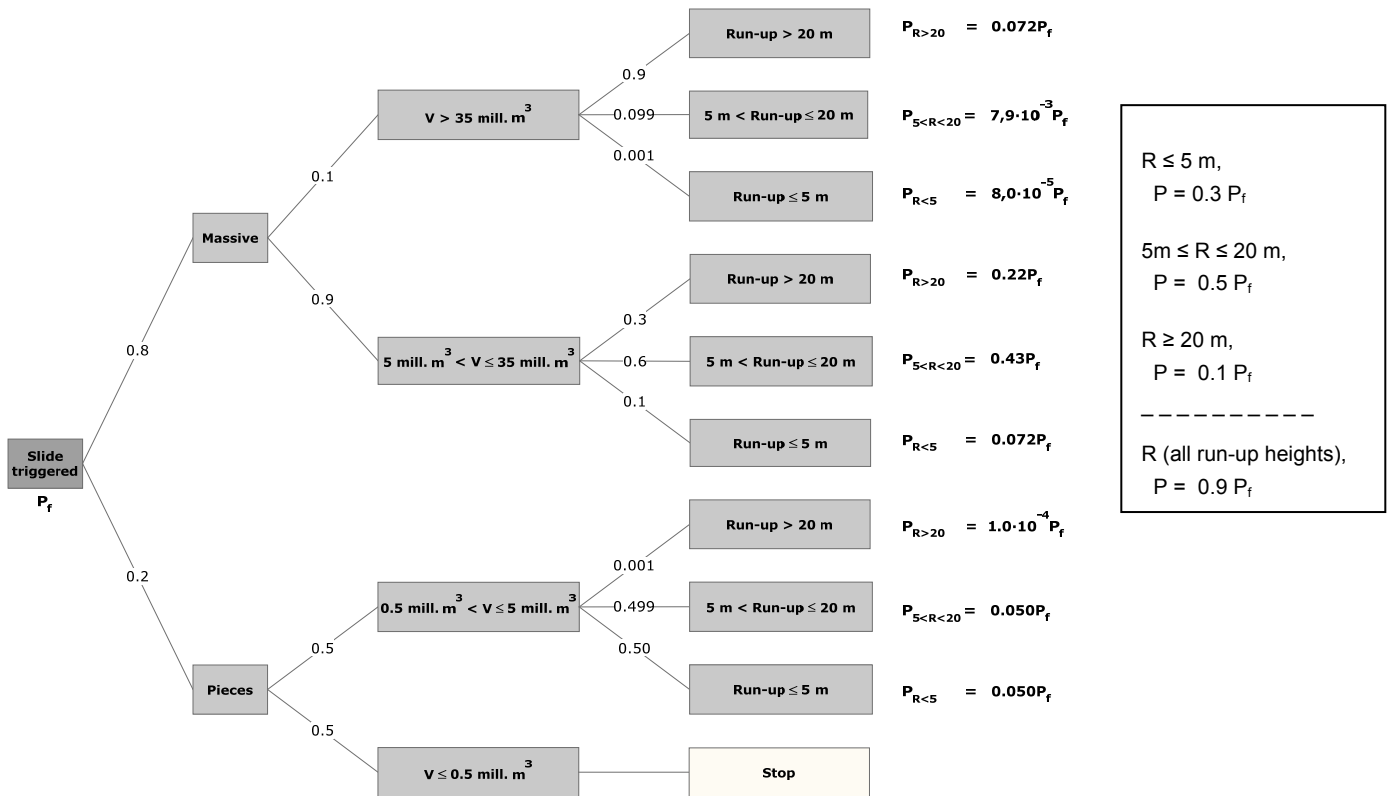 Run-up > 20 m
P_R>20 = 0.072P_f
0.9
V > 35 mill. m³
0.099
5 m < Run-up ≤ 20 m
P_5<R<20 = 7,9·10⁻³P_f
0.001
0.1
Run-up ≤ 5 m
P_R<5 = 8,0·10⁻⁵P_f
Massive
Run-up > 20 m
P_R>20 = 0.22P_f
0.9
0.3
0.8
5 mill. m³ < V ≤ 35 mill. m³
0.6
5 m < Run-up ≤ 20 m
P_5<R<20 = 0.43P_f
0.1
Run-up ≤ 5 m
P_R<5 = 0.072P_f
Slide
triggered
P_f
Run-up > 20 m
P_R>20 = 1.0·10⁻⁴P_f
0.2
0.001
0.5 mill. m³ < V ≤ 5 mill. m³
0.499
5 m < Run-up ≤ 20 m
P_5<R<20 = 0.050P_f
0.5
0.50
Pieces
Run-up ≤ 5 m
P_R<5 = 0.050P_f
0.5
V ≤ 0.5 mill. m³
Stop
R ≤ 5 m,
P = 0.3 P_f
5m ≤ R ≤ 20 m,
P = 0.5 P_f
R ≥ 20 m,
P = 0.1 P_f
– – – – – – – – – –
R (all run-up heights),
P = 0.9 P_f